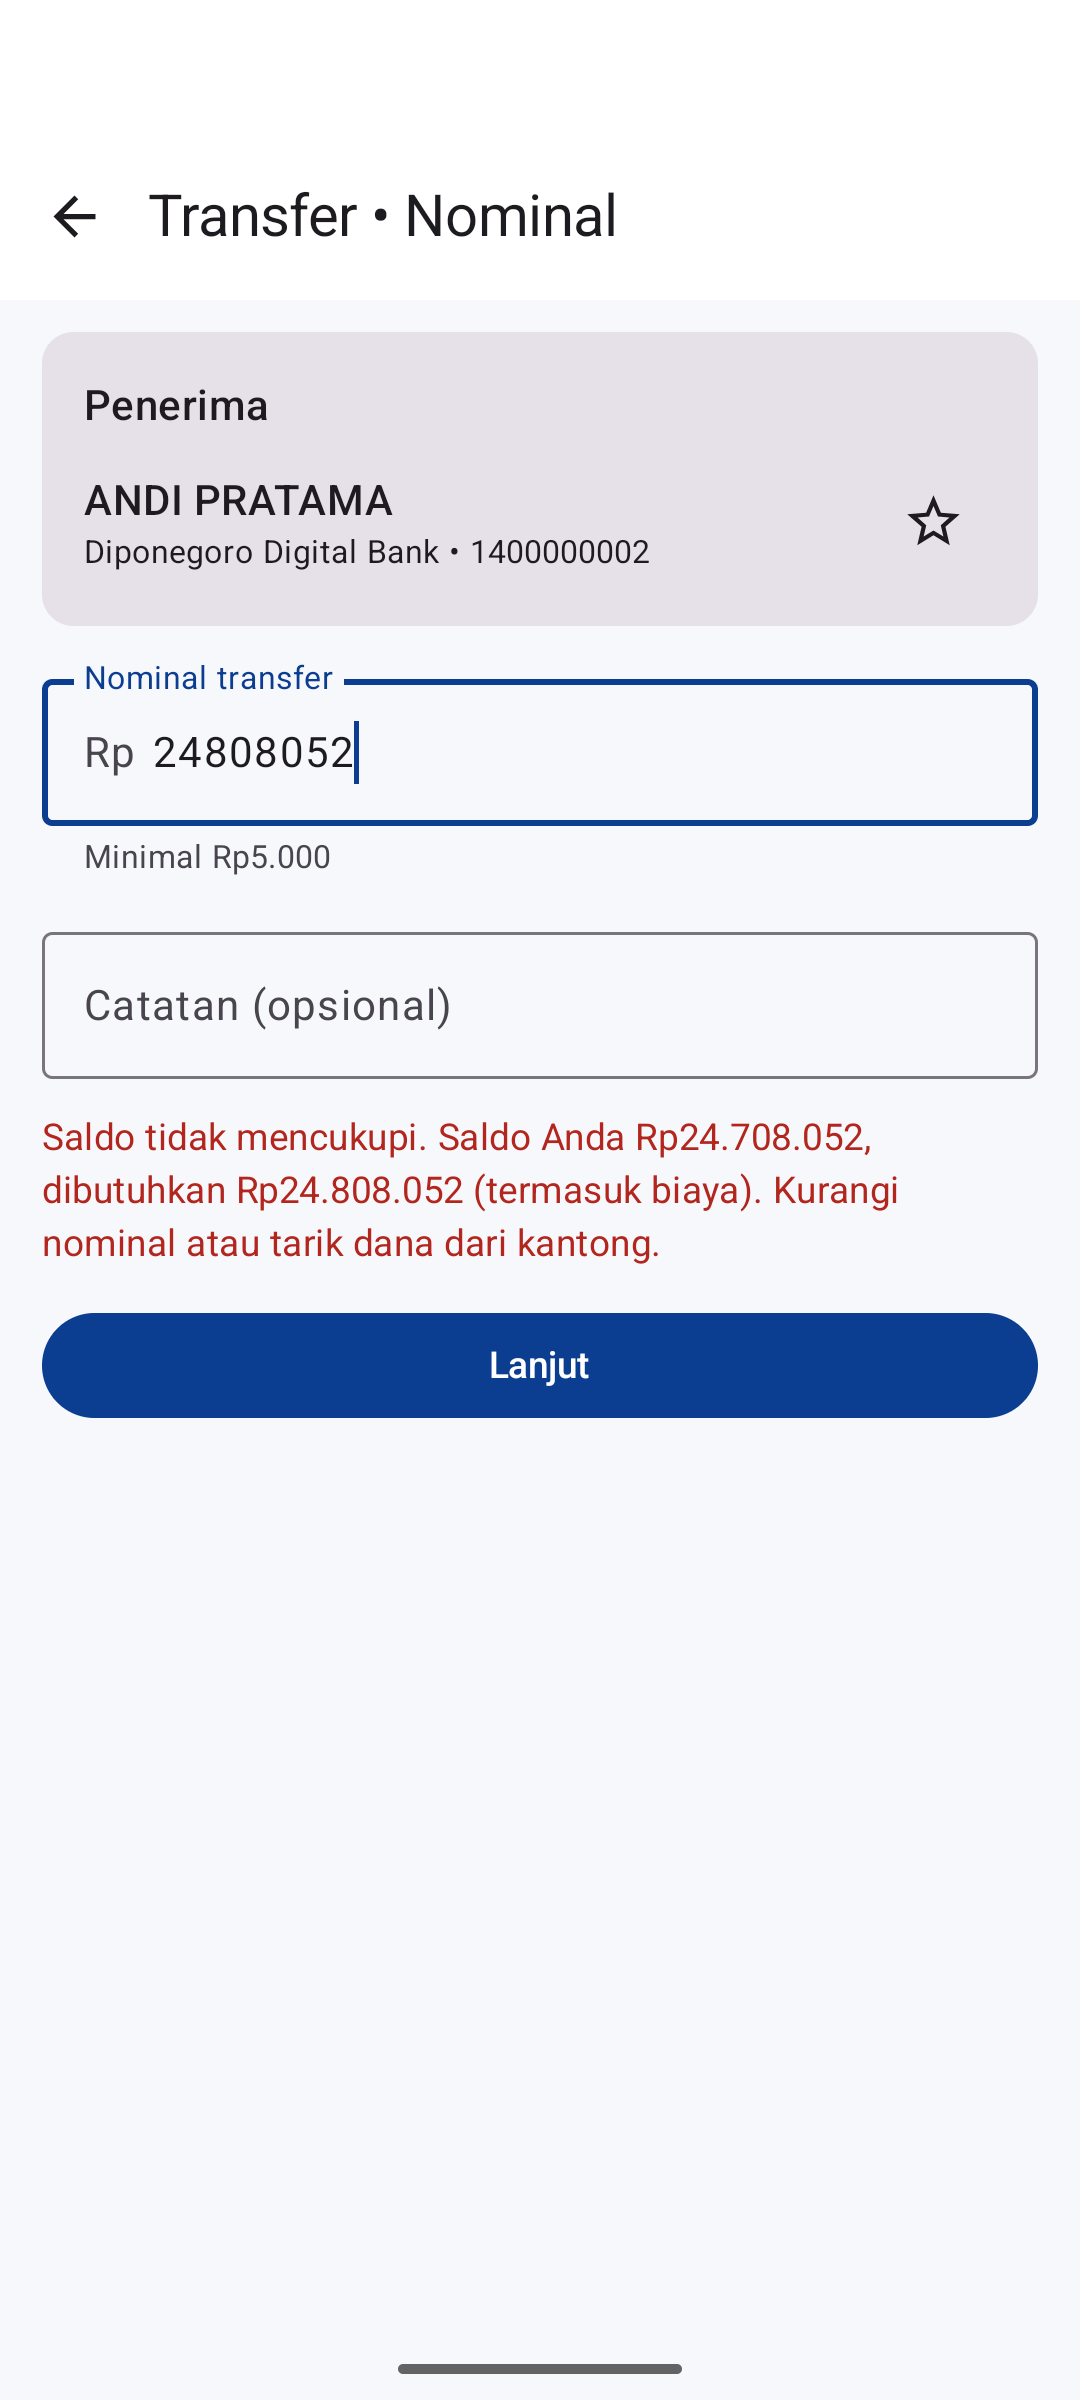 Transfer • Nominal
Penerima
ANDI PRATAMA
Diponegoro Digital Bank • 1400000002
Nominal transfer
Rp 24808052
Minimal Rp5.000
Catatan (opsional)
Saldo tidak mencukupi. Saldo Anda Rp24.708.052,
dibutuhkan Rp24.808.052 (termasuk biaya). Kurangi
nominal atau tarik dana dari kantong.
Lanjut